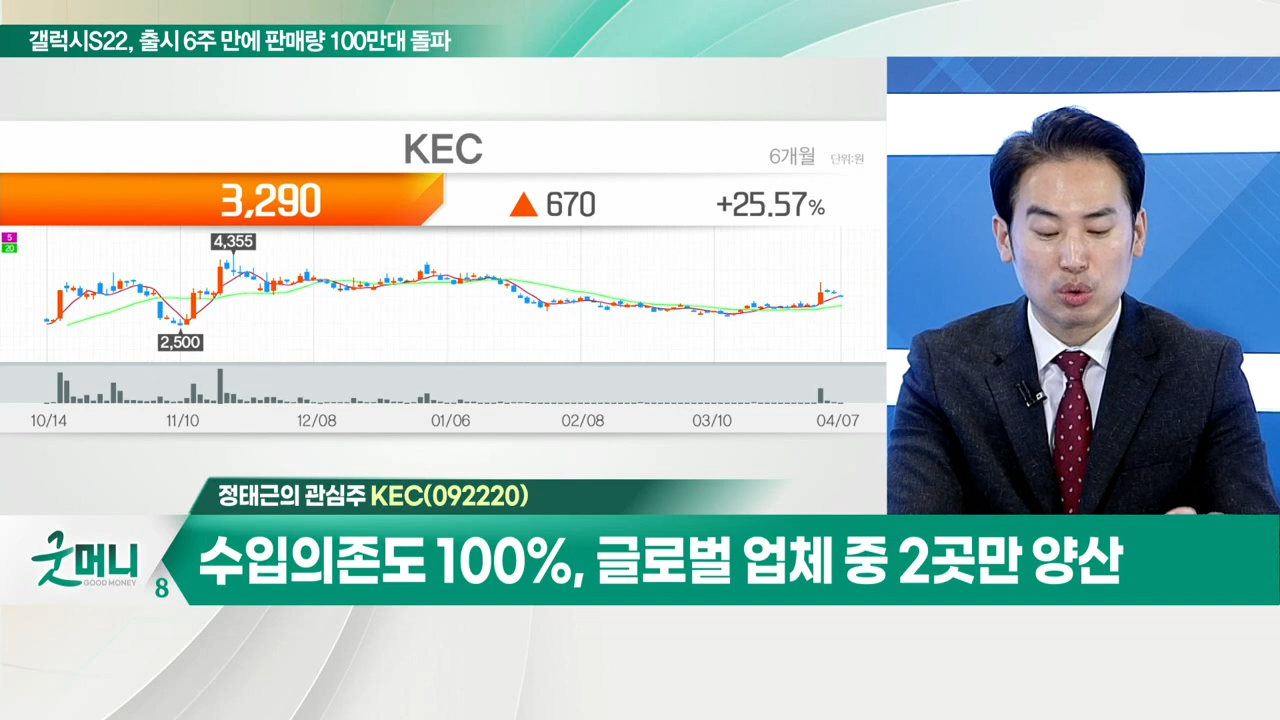 갤럭시S22, 출시 6주 만에 판매량 100만대 돌파
KEC
6개월 단위:원
3,290 ▲ 670 +25.57%
5
20
4,355
2,500
10/14 11/10 12/08 01/06 02/08 03/10 04/07
정태근의 관심주 KEC(092220)
굿머니
GOOD MONEY
8
수입의존도 100%, 글로벌 업체 중 2곳만 양산